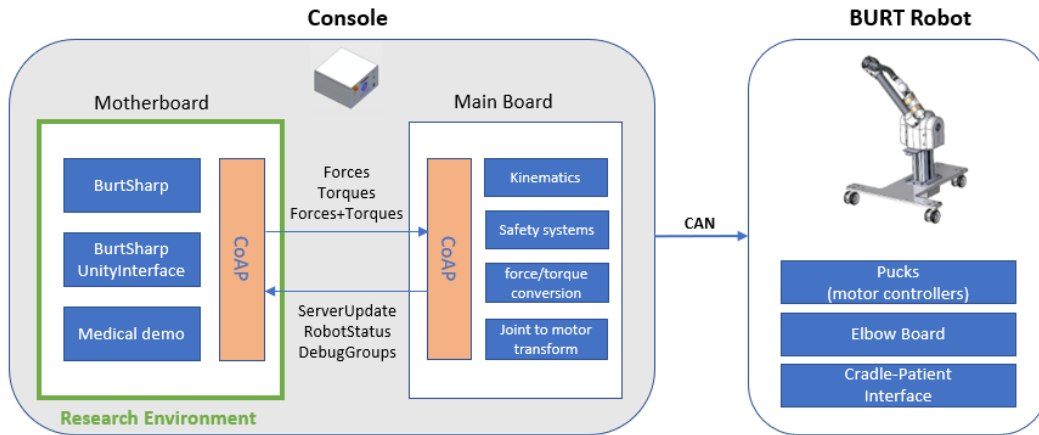 Console
BURT Robot
Motherboard
Main Board
BurtSharp
BurtSharp
UnityInterface
Medical demo
CoAP
Forces
Torques
Forces+Torques
ServerUpdate
RobotStatus
DebugGroups
CoAP
Kinematics
Safety systems
force/torque
conversion
Joint to motor
transform
Research Environment
CAN
Pucks
(motor controllers)
Elbow Board
Cradle-Patient
Interface